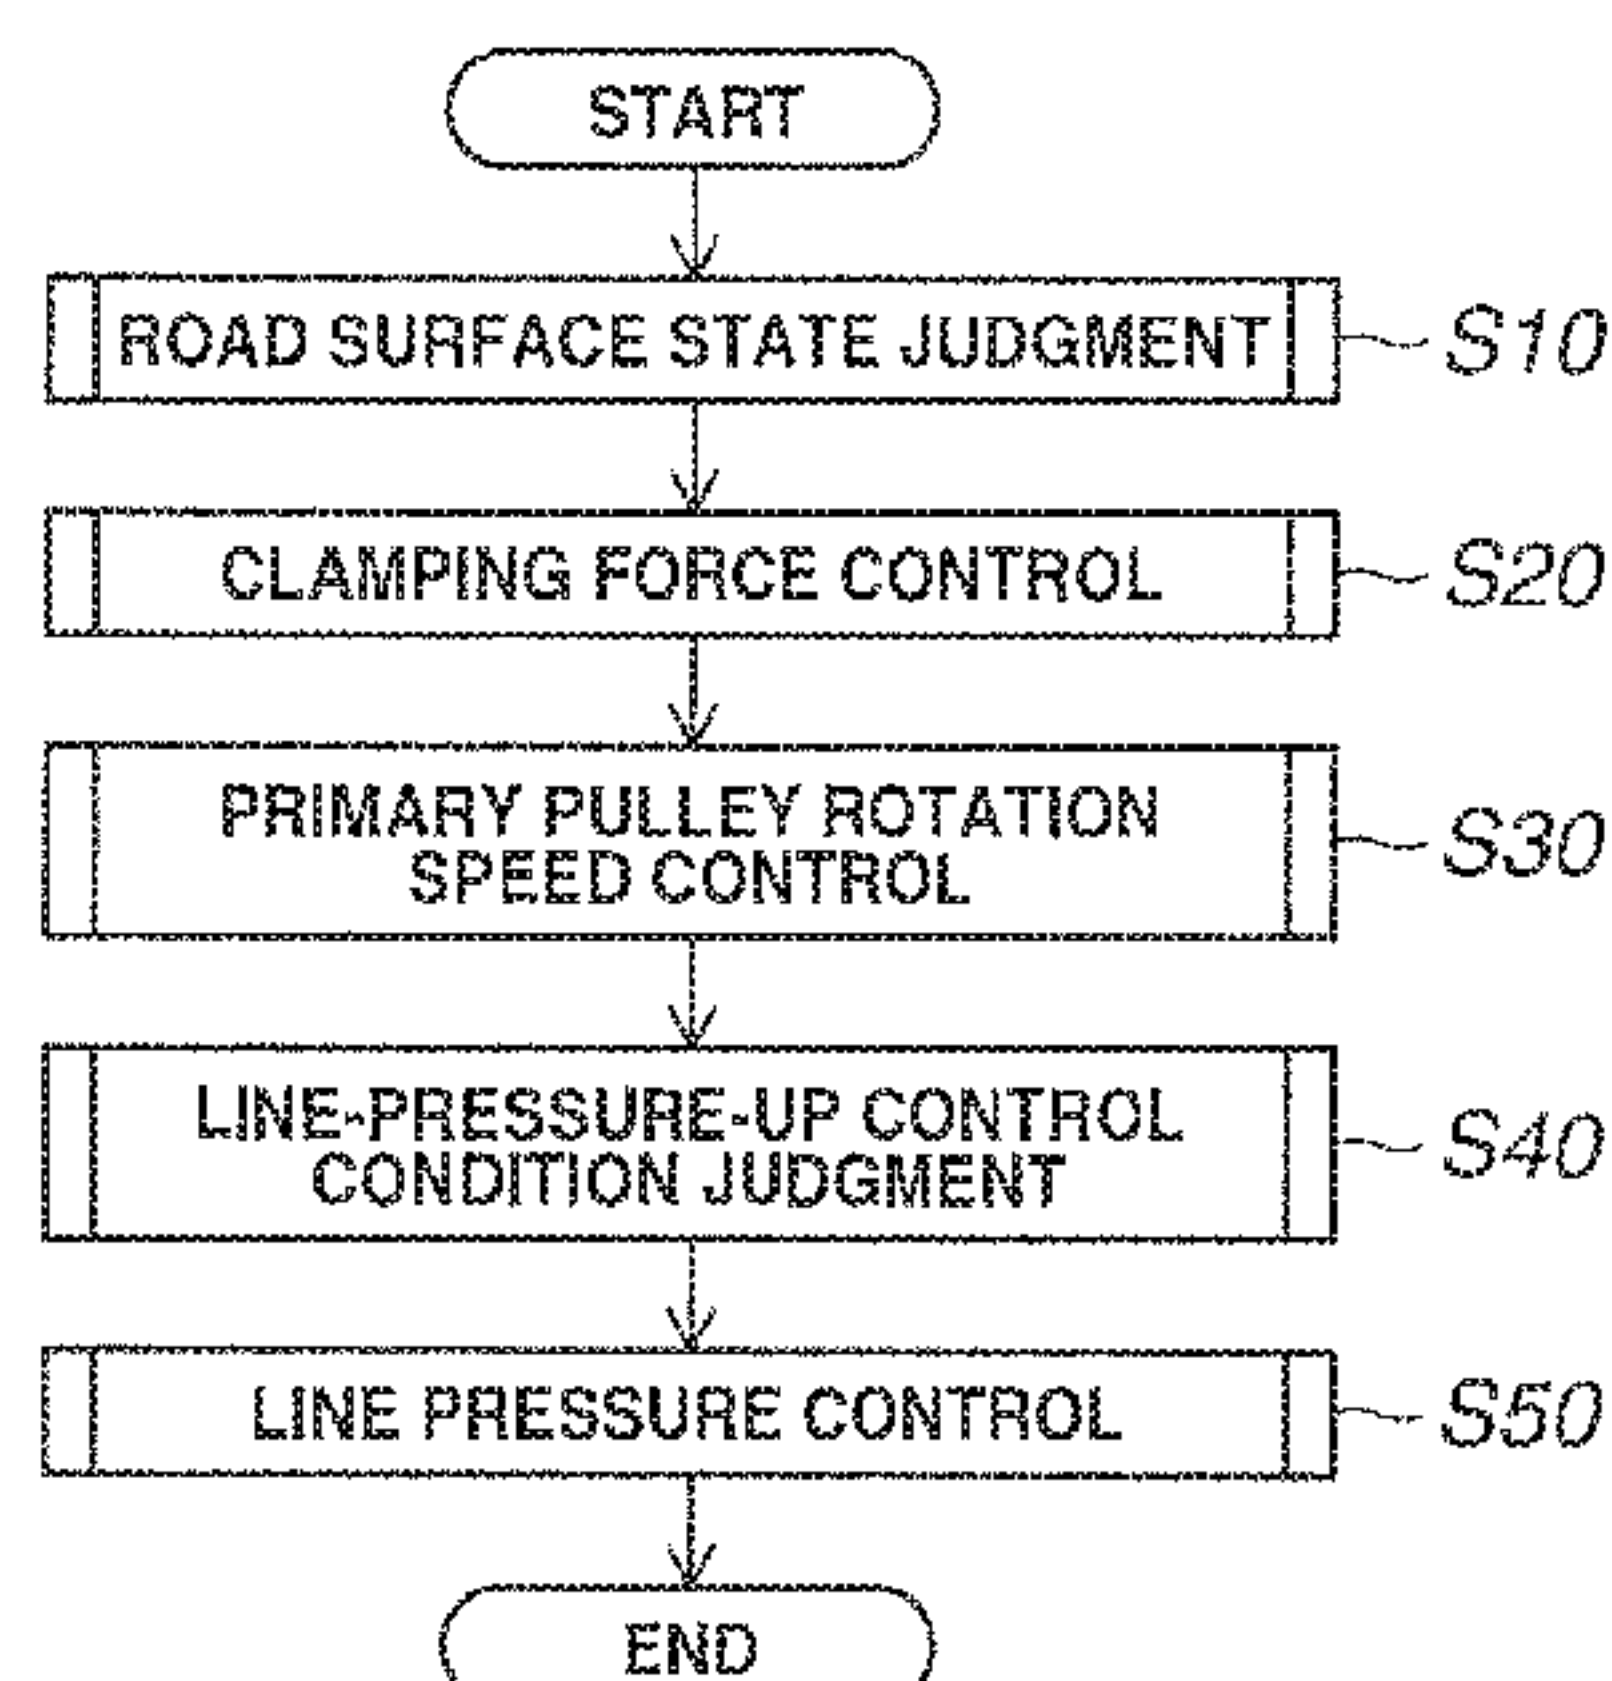 START
ROAD SURFACE STATE JUDGMENT
S10
CLAMPING FORCE CONTROL
S20
PRIMARY PULLEY ROTATION
SPEED CONTROL
S30
LINE-PRESSURE-UP CONTROL
CONDITION JUDGMENT
S40
LINE PRESSURE CONTROL
S50
END